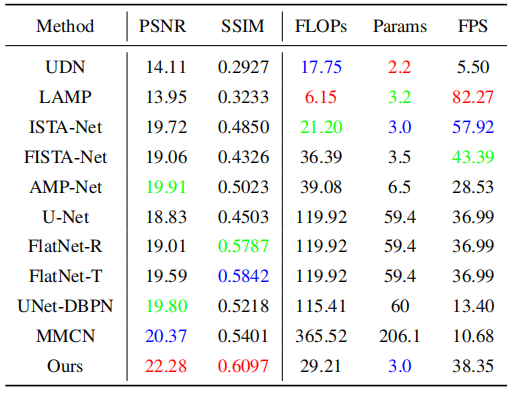 Method PSNR SSIM FLOPs Params FPS
UDN 14.11 0.2927 17.75 2.2 5.50
LAMP 13.95 0.3233 6.15 3.2 82.27
ISTA-Net 19.72 0.4850 21.20 3.0 57.92
FISTA-Net 19.06 0.4326 36.39 3.5 43.39
AMP-Net 19.91 0.5023 39.08 6.5 28.53
U-Net 18.83 0.4503 119.92 59.4 36.99
FlatNet-R 19.01 0.5787 119.92 59.4 36.99
FlatNet-T 19.59 0.5842 119.92 59.4 36.99
UNet-DBPN 19.80 0.5218 115.41 60 13.40
MMCN 20.37 0.5401 365.52 206.1 10.68
Ours 22.28 0.6097 29.21 3.0 38.35